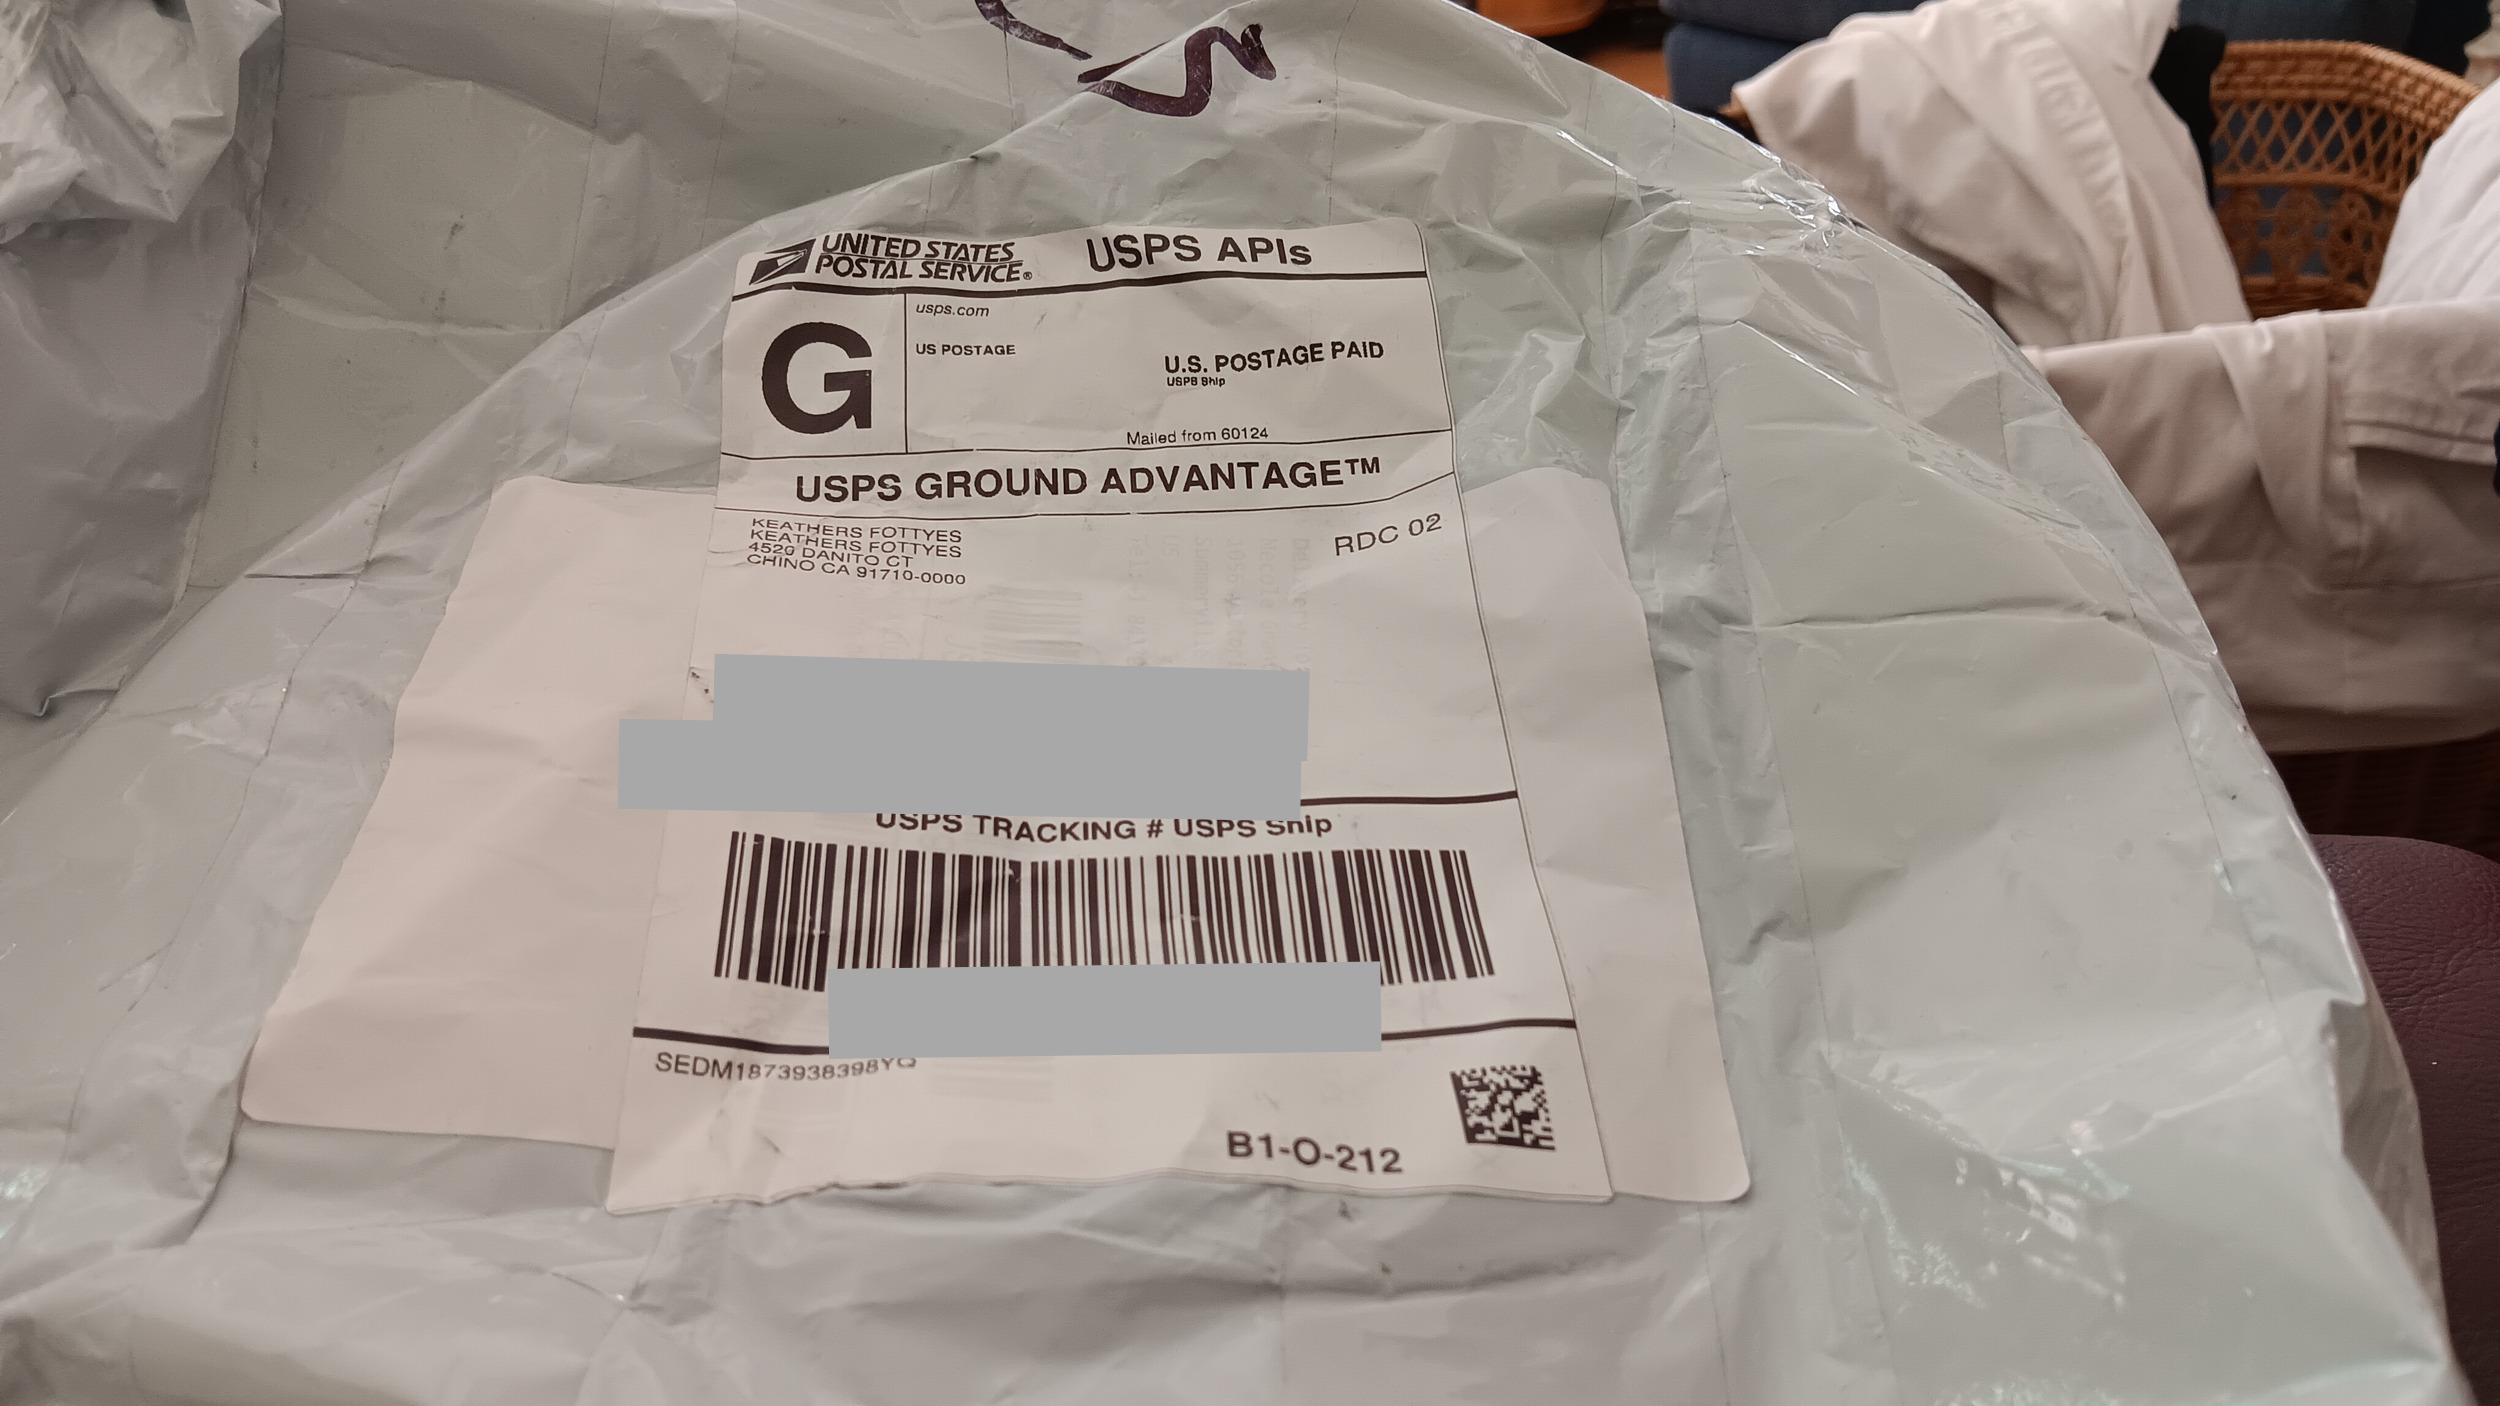 UNITED STATES
POSTAL SERVICE®
USPS APIs
G
usps.com
US POSTAGE
U.S. POSTAGE PAID
USPS Ship
Mailed from 60124
USPS GROUND ADVANTAGE™
KEATHERS FOTTYES
KEATHERS FOTTYES
4520 DANITO CT
CHINO CA 91710-0000
RDC 02
USPS TRACKING # USPS Ship
SEDM1873938398YQ
B1-O-212